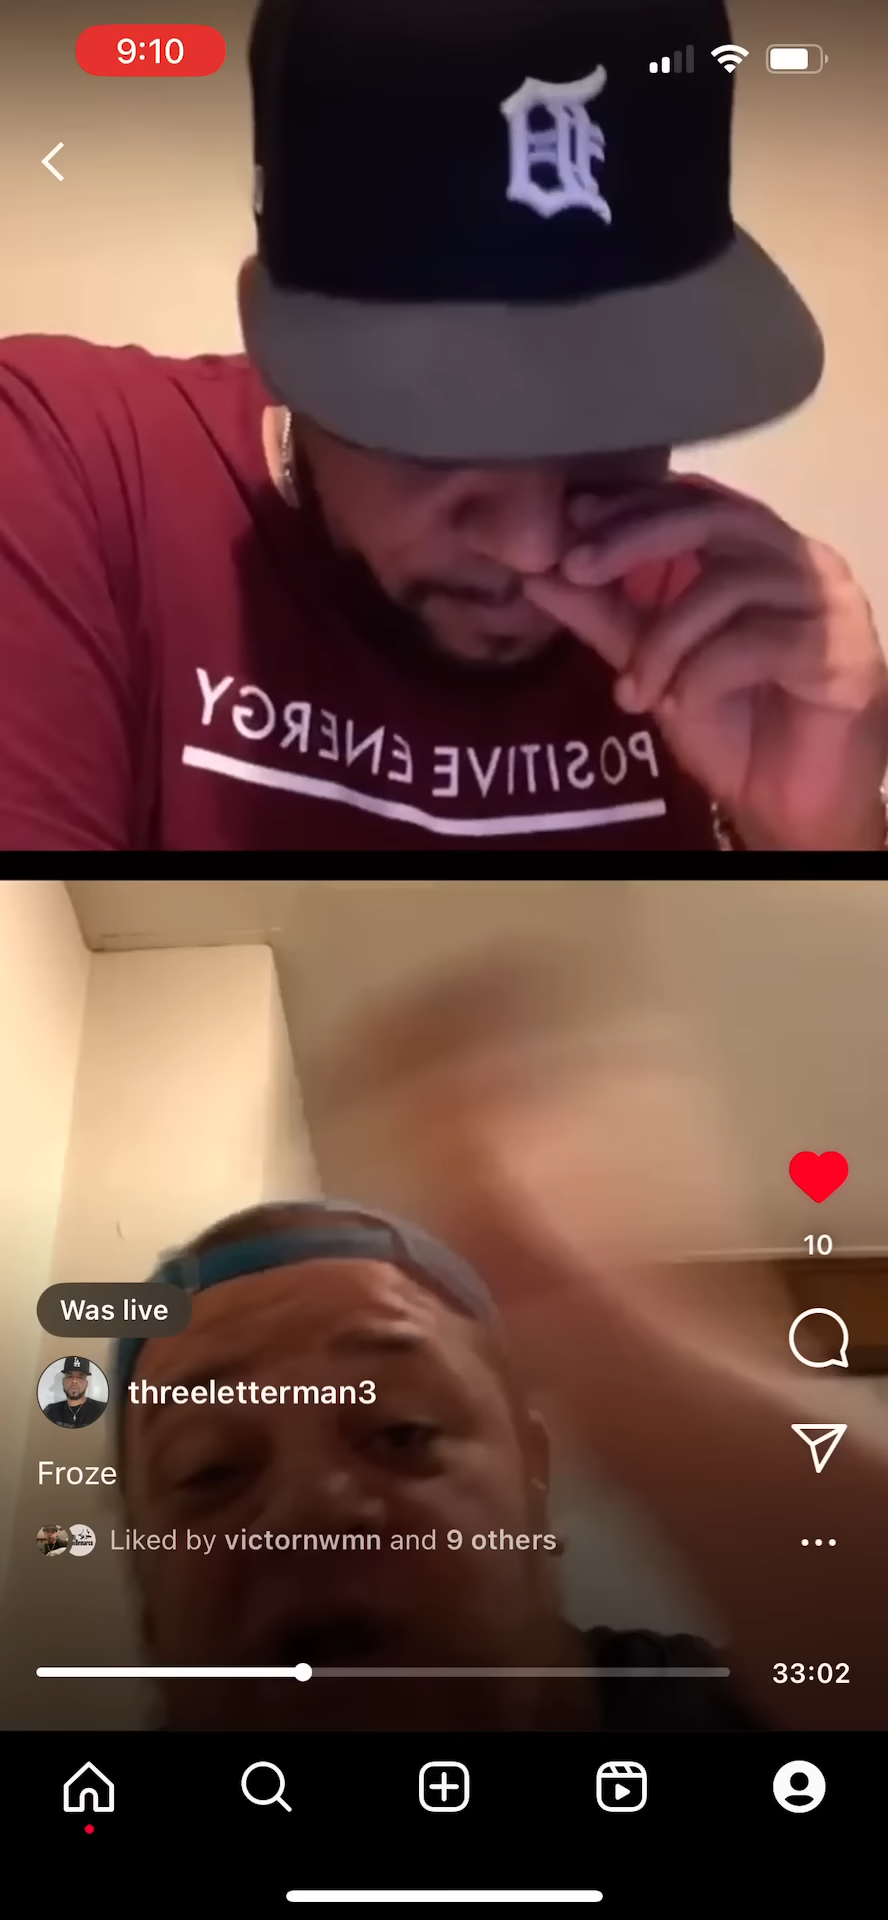 9:10
POSITIVE ENERGY
Was live
threeletterman3
Froze
Liked by victornwmn and 9 others
10
33:02